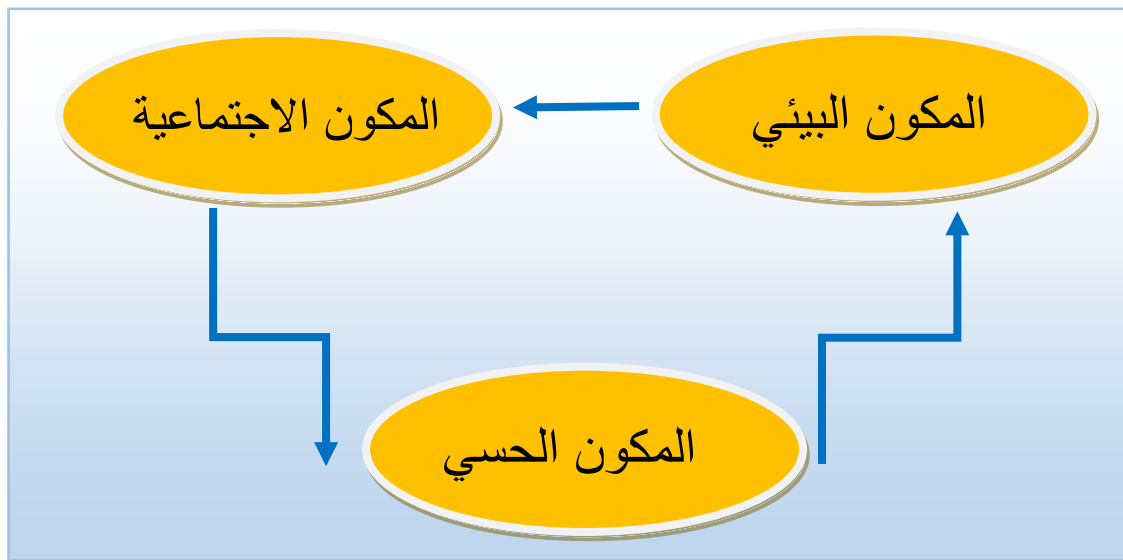 المكون البيئي
المكون الاجتماعية
المكون الحسي